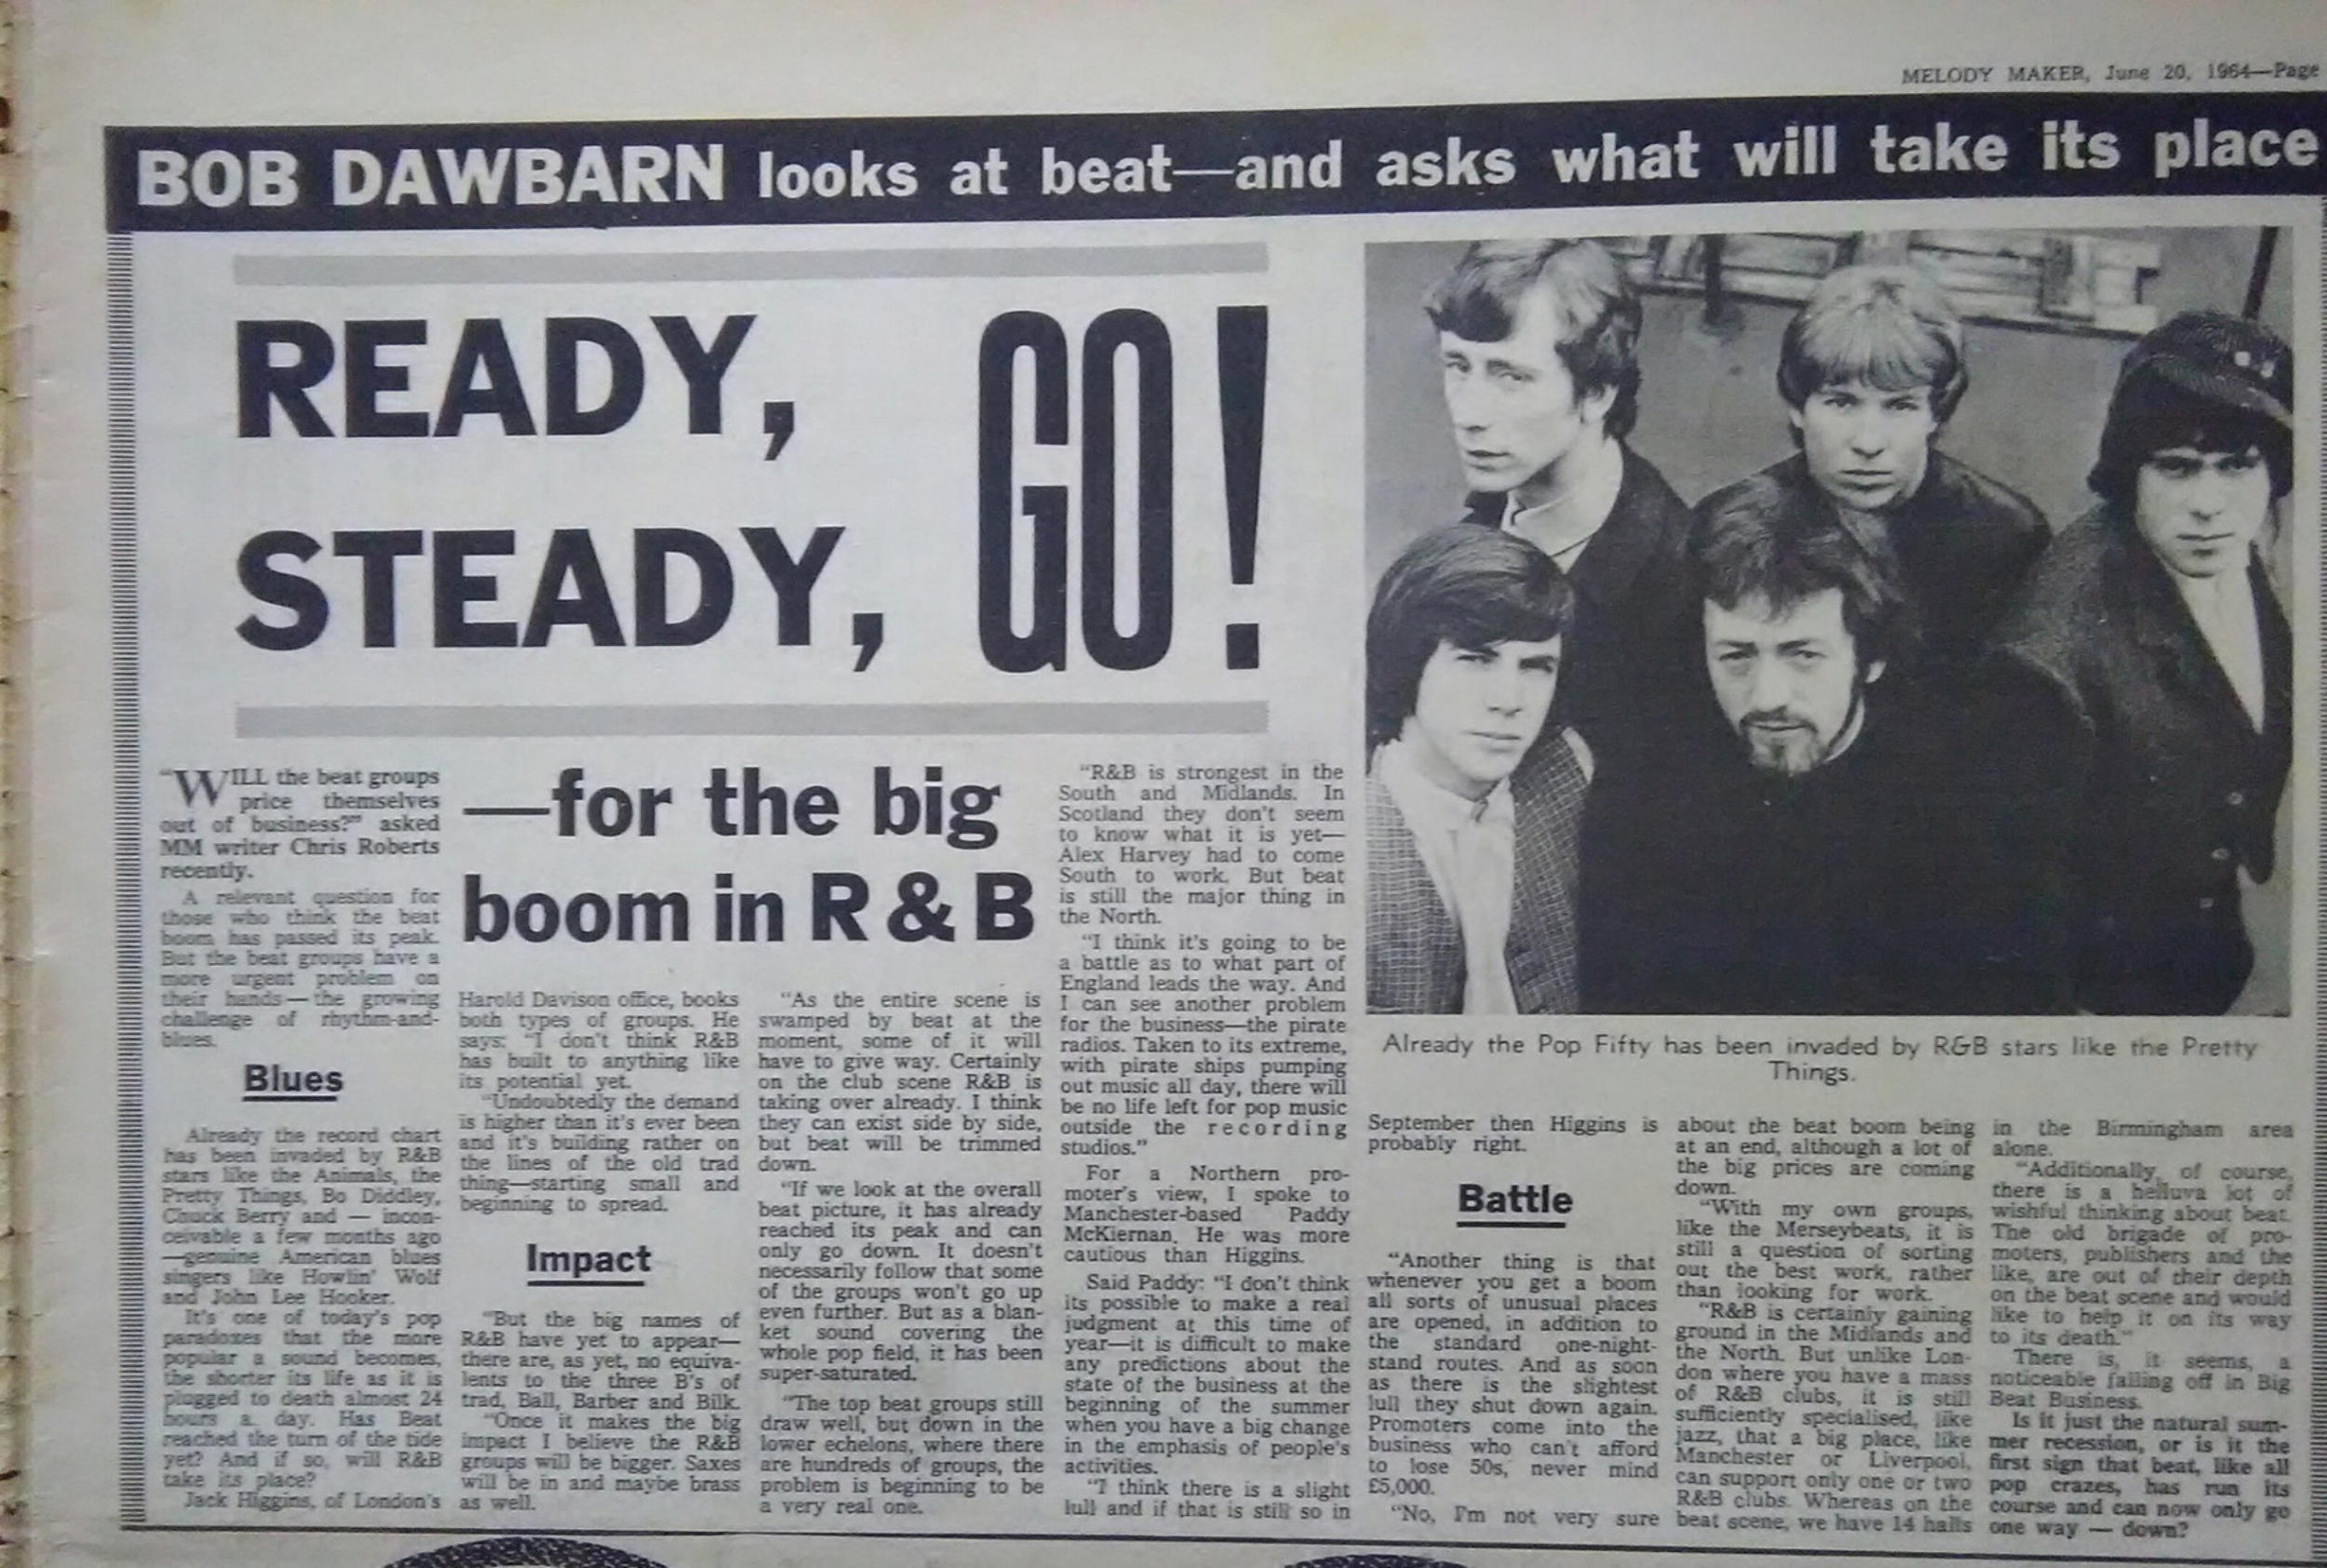 MELODY MAKER, June 20, 1964—Page
BOB DAWBARN looks at beat—and asks what will take its place
READY,
STEADY, GO!
—for the big
boom in R & B
"WILL the beat groups
price themselves
out of business?" asked
MM writer Chris Roberts
recently.
A relevant question for
those who think the beat
boom has passed its peak.
But the beat groups have a
more urgent problem on
their hands—the growing
challenge of rhythm-and-
blues.
Blues
Already the record chart
has been invaded by R&B
stars like the Animals, the
Pretty Things, Bo Diddley,
Chuck Berry and — incon-
ceivable a few months ago
—genuine American blues
singers like Howlin' Wolf
and John Lee Hooker.
It's one of today's pop
paradoxes that the more
popular a sound becomes,
the shorter its life as it is
plugged to death almost 24
hours a day. Has Beat
reached the turn of the tide
yet? And if so, will R&B
take its place?
Jack Higgins, of London's
Harold Davison office, books
both types of groups. He
says: "I don't think R&B
has built to anything like
its potential yet.
"Undoubtedly the demand
is higher than it's ever been
and it's building rather on
the lines of the old trad
thing—starting small and
beginning to spread.
Impact
"But the big names of
R&B have yet to appear—
there are, as yet, no equiva-
lents to the three B's of
trad, Ball, Barber and Bilk.
"Once it makes the big
impact I believe the R&B
groups will be bigger. Saxes
will be in and maybe brass
as well.
"As the entire scene is
swamped by beat at the
moment, some of it will
have to give way. Certainly
on the club scene R&B is
taking over already. I think
they can exist side by side,
but beat will be trimmed
down.
"If we look at the overall
beat picture, it has already
reached its peak and can
only go down. It doesn't
necessarily follow that some
of the groups won't go up
even further. But as a blan-
ket sound covering the
whole pop field, it has been
super-saturated.
"The top beat groups still
draw well, but down in the
lower echelons, where there
are hundreds of groups, the
problem is beginning to be
a very real one.
"R&B is strongest in the
South and Midlands. In
Scotland they don't seem
to know what it is yet—
Alex Harvey had to come
South to work. But beat
is still the major thing in
the North.
"I think it's going to be
a battle as to what part of
England leads the way. And
I can see another problem
for the business—the pirate
radios. Taken to its extreme,
with pirate ships pumping
out music all day, there will
be no life left for pop music
outside the recording
studios."
For a Northern pro-
moter's view, I spoke to
Manchester-based Paddy
McKiernan. He was more
cautious than Higgins.
Said Paddy: "I don't think
its possible to make a real
judgment at this time of
year—it is difficult to make
any predictions about the
state of the business at the
beginning of the summer
when you have a big change
in the emphasis of people's
activities.
"I think there is a slight
lull and if that is still so in
Already the Pop Fifty has been invaded by R&B stars like the Pretty
Things.
September then Higgins is
probably right.
Battle
"Another thing is that
whenever you get a boom
all sorts of unusual places
are opened, in addition to
the standard one-night-
stand routes. And as soon
as there is the slightest
lull they shut down again.
Promoters come into the
business who can't afford
to lose 50s, never mind
£5,000.
"No, I'm not very sure
about the beat boom being
at an end, although a lot of
the big prices are coming
down.
"With my own groups,
like the Merseybeats, it is
still a question of sorting
out the best work, rather
than looking for work.
"R&B is certainly gaining
ground in the Midlands and
the North. But unlike Lon-
don where you have a mass
of R&B clubs, it is still
sufficiently specialised, like
jazz, that a big place, like
Manchester or Liverpool,
can support only one or two
R&B clubs. Whereas on the
beat scene, we have 14 halls
in the Birmingham area
alone.
"Additionally, of course,
there is a helluva lot of
wishful thinking about beat.
The old brigade of pro-
moters, publishers and the
like, are out of their depth
on the beat scene and would
like to help it on its way
to its death."
There is, it seems, a
noticeable falling off in Big
Beat Business.
Is it just the natural sum-
mer recession, or is it the
first sign that beat, like all
pop crazes, has run its
course and can now only go
one way — down?